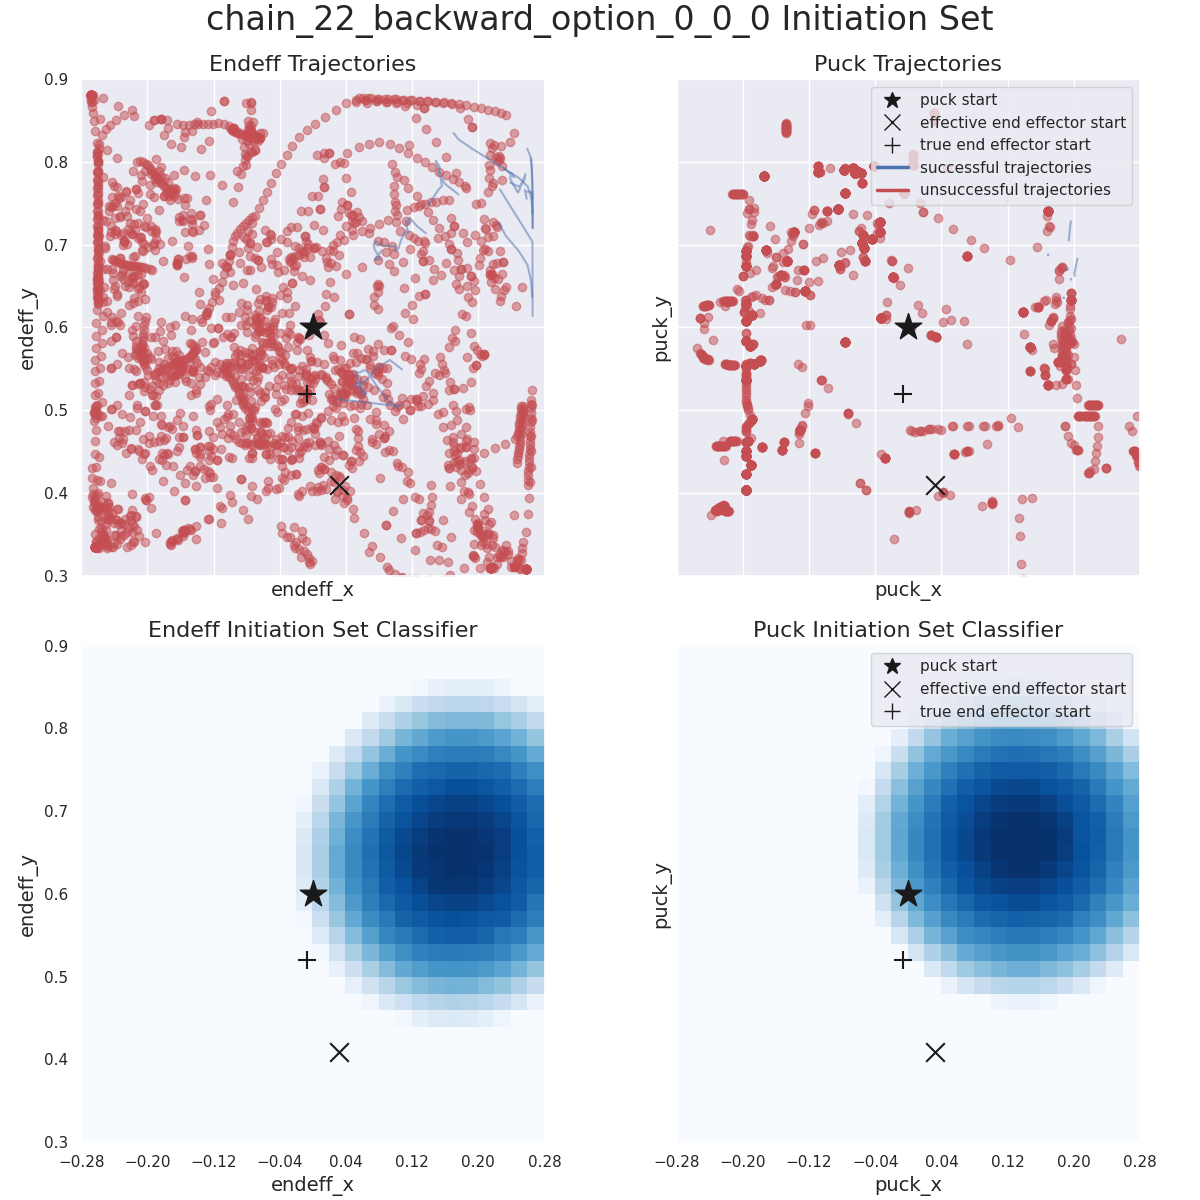 chain_22_backward_option_0_0_0 Initiation Set
Endeff Trajectories
0.9
0.8
0.7
0.6
0.5
0.4
0.3
endeff_y
endeff_x
Puck Trajectories
puck start
effective end effector start
true end effector start
successful trajectories
unsuccessful trajectories
puck_y
puck_x
Endeff Initiation Set Classifier
0.9
0.8
0.7
0.6
0.5
0.4
0.3
endeff_y
−0.28 −0.20 −0.12 −0.04 0.04 0.12 0.20 0.28
endeff_x
Puck Initiation Set Classifier
puck start
effective end effector start
true end effector start
puck_y
−0.28 −0.20 −0.12 −0.04 0.04 0.12 0.20 0.28
puck_x